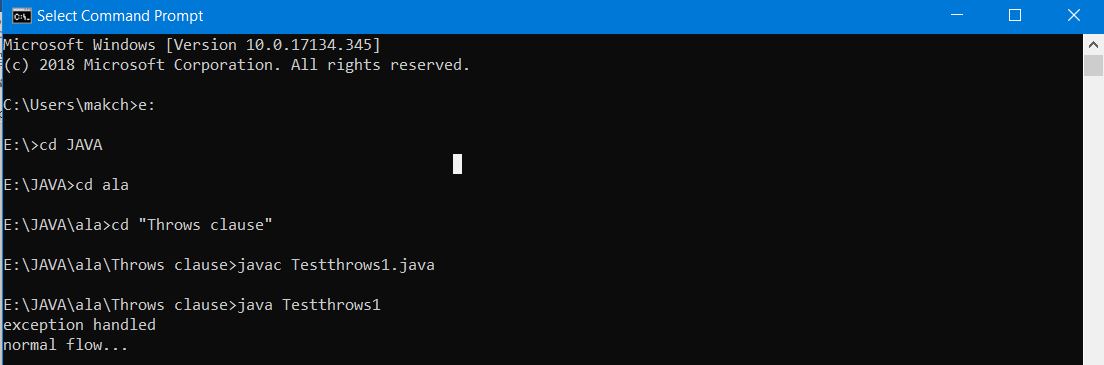 Select Command Prompt
Microsoft Windows [Version 10.0.17134.345]
(c) 2018 Microsoft Corporation. All rights reserved.
C:\Users\makch>e:
E:\>cd JAVA
E:\JAVA>cd ala
E:\JAVA\ala>cd "Throws clause"
E:\JAVA\ala\Throws clause>javac Testthrows1.java
E:\JAVA\ala\Throws clause>java Testthrows1
exception handled
normal flow...